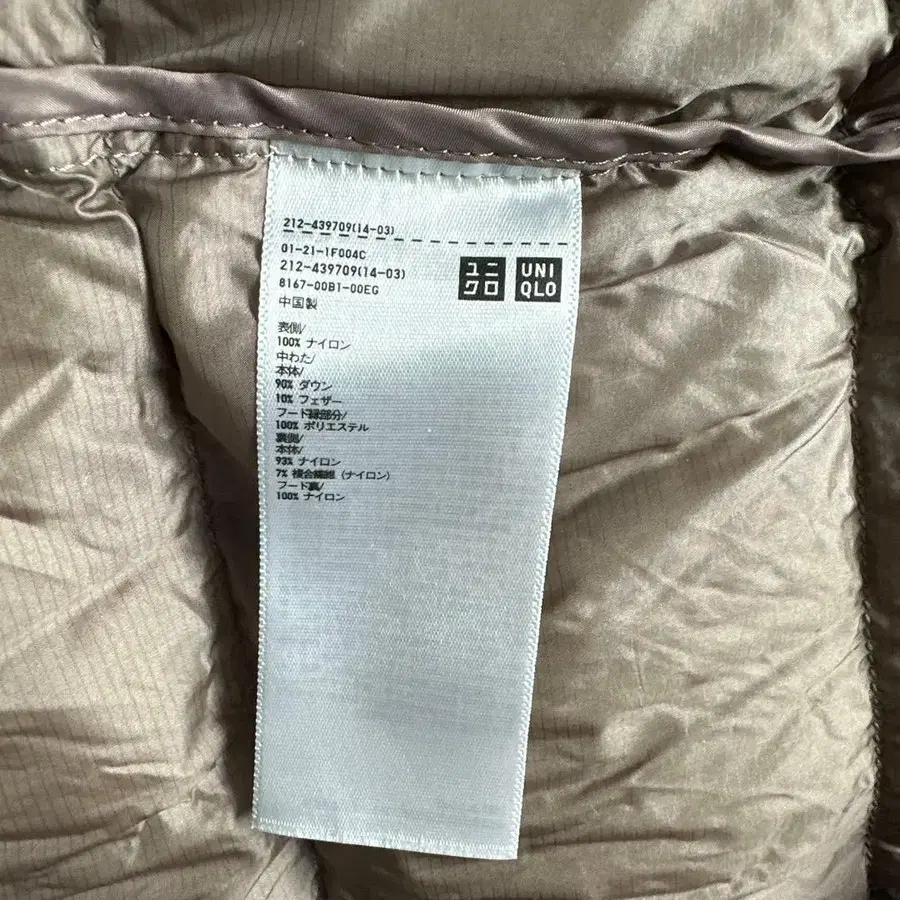 212-439709(14-03)
01-21-1F004C
212-439709(14-03)
8167-00B1-00EG
中国製
ユニ
クロ
UNI
QLO
表側/
100% ナイロン
中わた/
本体/
90% ダウン
10% フェザー
フード縁部分/
100% ポリエステル
裏側/
本体/
93% ナイロン
7% 複合繊維 (ナイロン)
フード裏/
100% ナイロン